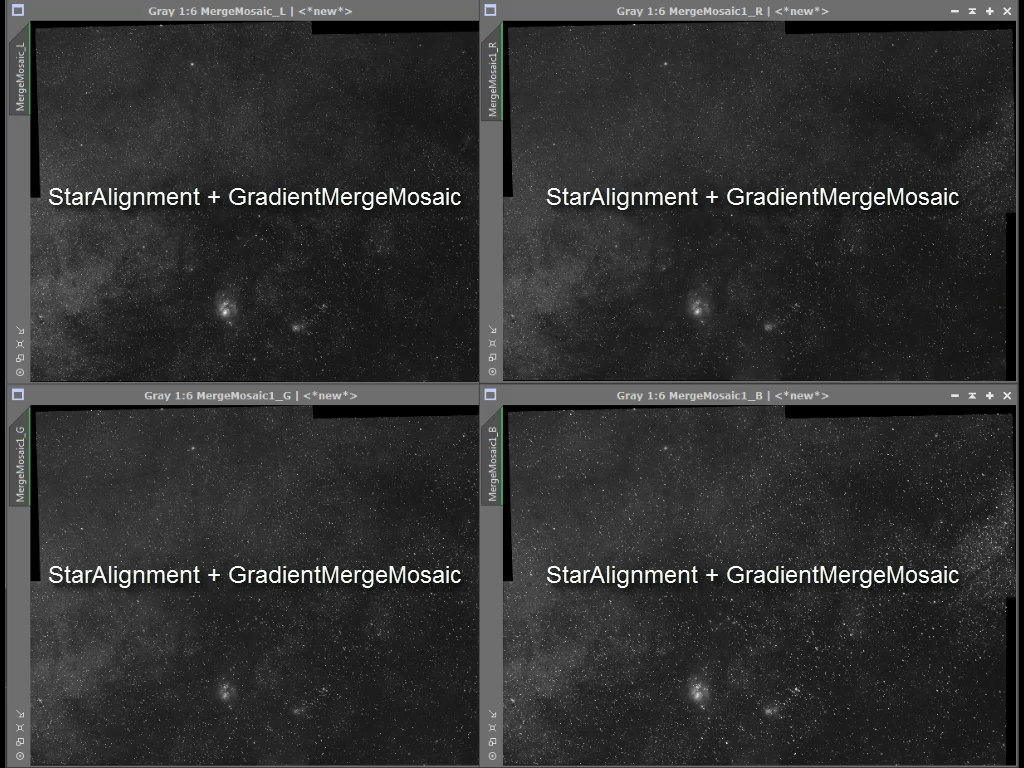 Gray 1:6 MergeMosaic_L | <*new*>
MergeMosaic_L
StarAlignment + GradientMergeMosaic
Gray 1:6 MergeMosaic1_R | <*new*>
MergeMosaic1_R
StarAlignment + GradientMergeMosaic
Gray 1:6 MergeMosaic1_G | <*new*>
MergeMosaic1_G
StarAlignment + GradientMergeMosaic
Gray 1:6 MergeMosaic1_B | <*new*>
MergeMosaic1_B
StarAlignment + GradientMergeMosaic